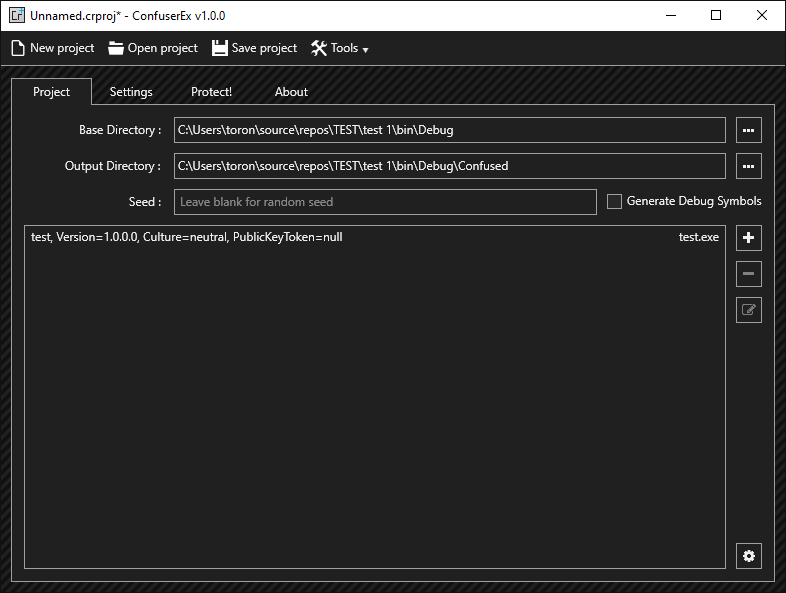 Unnamed.crproj* - ConfuserEx v1.0.0
New project Open project Save project Tools
Project Settings Protect! About
Base Directory : C:\Users\toron\source\repos\TEST\test 1\bin\Debug
Output Directory : C:\Users\toron\source\repos\TEST\test 1\bin\Debug\Confused
Seed : Leave blank for random seed Generate Debug Symbols
test, Version=1.0.0.0, Culture=neutral, PublicKeyToken=null test.exe